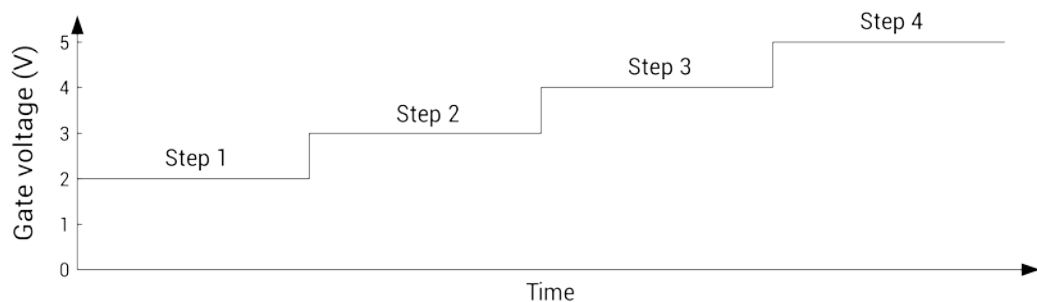 Gate voltage (V)
5
4
3
2
1
0
Step 1
Step 2
Step 3
Step 4
Time